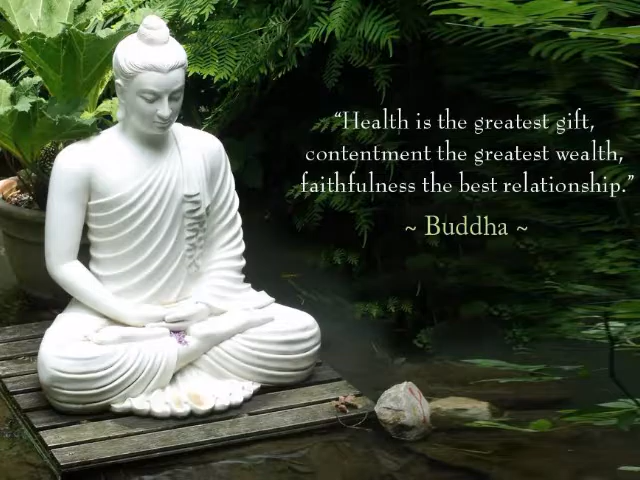 “Health is the greatest gift,
contentment the greatest wealth,
faithfulness the best relationship.”
~ Buddha ~